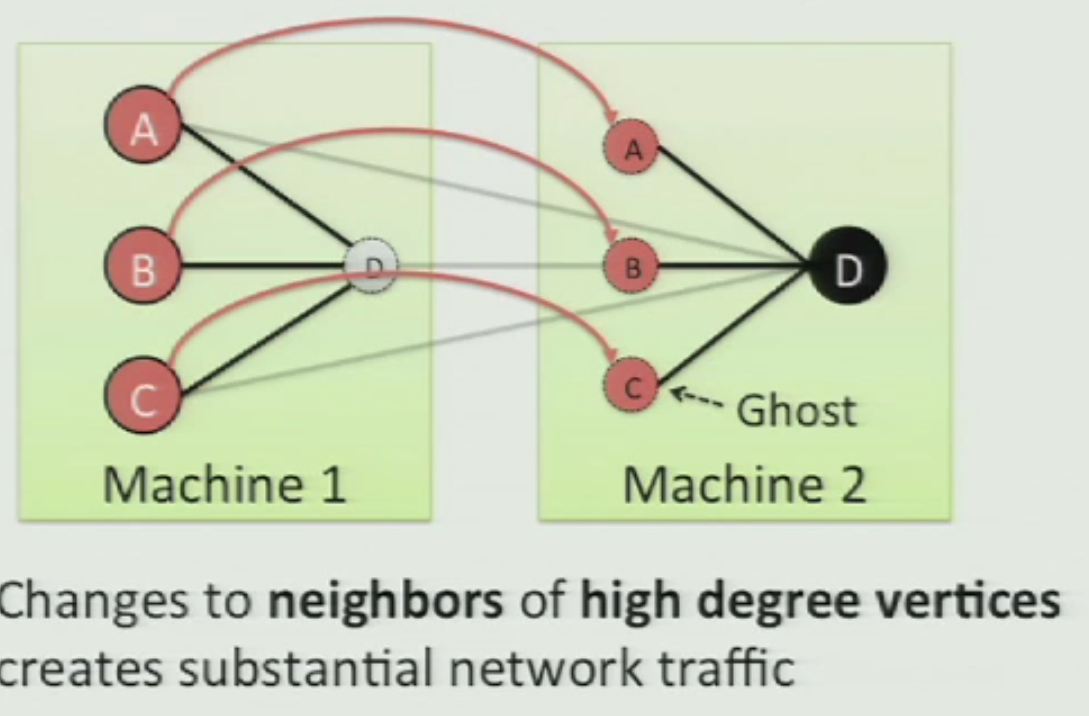 A
A
B
D
B
D
C
C
Ghost
Machine 1
Machine 2
Changes to neighbors of high degree vertices
creates substantial network traffic